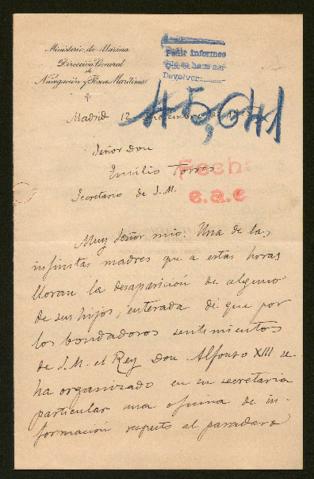 Ministerio de Marina
Dirección General
de
Navegación y Pesca Marítima
Pedir informes
Devolver
45,641
Madrid 12
Señor Don
Emilio Torres
Fecha
Secretario de S.M.
e.a.e
Muy Señor mio: Una de las
infinitas madres que a estas horas
lloran la desaparición de alguno
de sus hijos, enterada de que por
los bondadosos sentimientos
de S.M. el Rey Don Alfonso XIII se
ha organizado en su secretaria
particular una oficina de in-
formación respecto al paradero